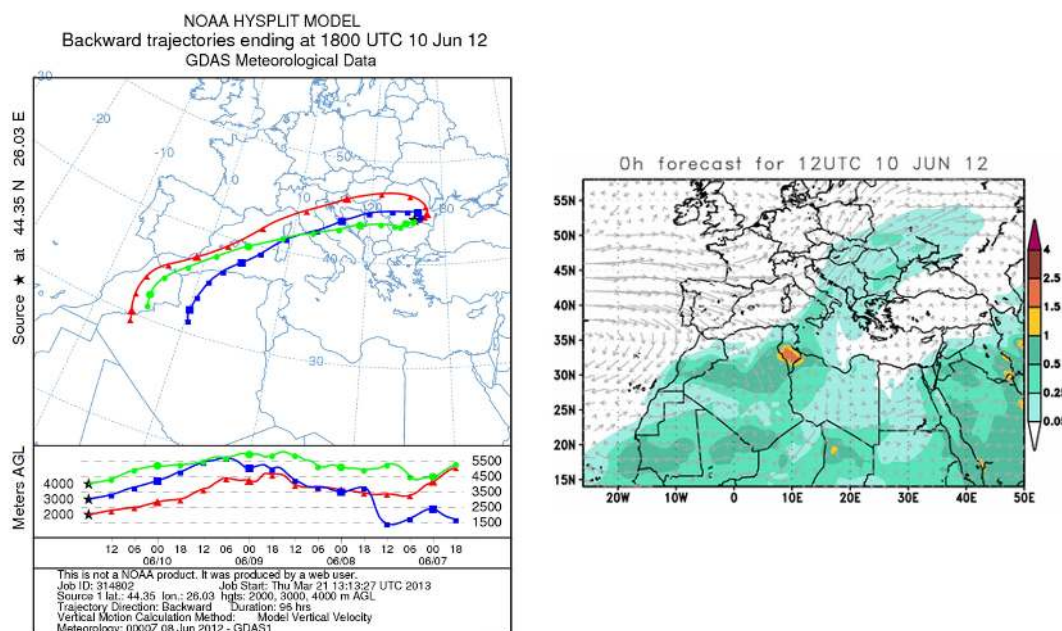 NOAA HYSPLIT MODEL
Backward trajectories ending at 1800 UTC 10 Jun 12
GDAS Meteorological Data
Source ★ at 44.35 N 26.03 E
-30
-20
-10
0
10
50
30
Meters AGL
4000
3000
2000
5500
4500
3500
2500
1500
12 06 00 18 12 06 00 18 12 06 00 18 12 06 00 18
06/10 06/09 06/08 06/07
This is not a NOAA product. It was produced by a web user.
Job ID: 314802 Job Start: Thu Mar 21 13:13:27 UTC 2013
Source 1 lat.: 44.35 lon.: 26.03 hgts: 2000, 3000, 4000 m AGL
Trajectory Direction: Backward Duration: 96 hrs
Vertical Motion Calculation Method: Model Vertical Velocity
Meteorology: 0000Z 08 Jun 2012 - GDAS1
0h forecast for 12UTC 10 JUN 12
55N
50N
45N
40N
35N
30N
25N
20N
15N
20W 10W 0 10E 20E 30E 40E 50E
4
2.5
1.5
1
0.5
0.25
0.05